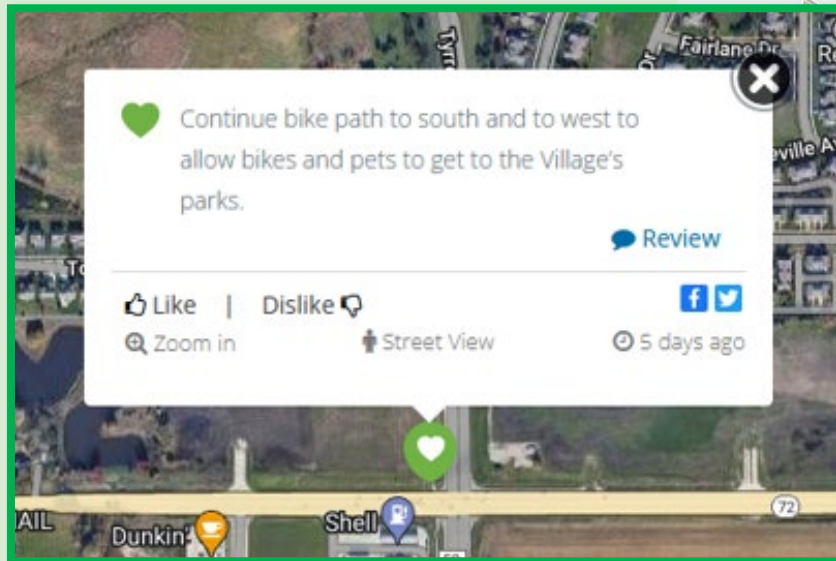 Fairlane Dr
Continue bike path to south and to west to
allow bikes and pets to get to the Village's
parks.
Review
Like | Dislike
Zoom in Street View 5 days ago
72
Dunkin'
Shell